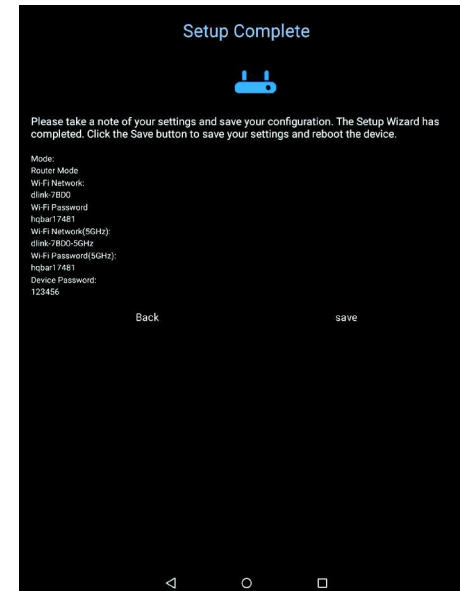 Setup Complete
Please take a note of your settings and save your configuration. The Setup Wizard has
completed. Click the Save button to save your settings and reboot the device.
Mode:
Router Mode
Wi-Fi Network:
dlink-7BD0
Wi-Fi Password
hqbar17481
Wi-Fi Network(5GHz):
dlink-7BD0-5GHz
Wi-Fi Password(5GHz):
hqbar17481
Device Password:
123456
Back save